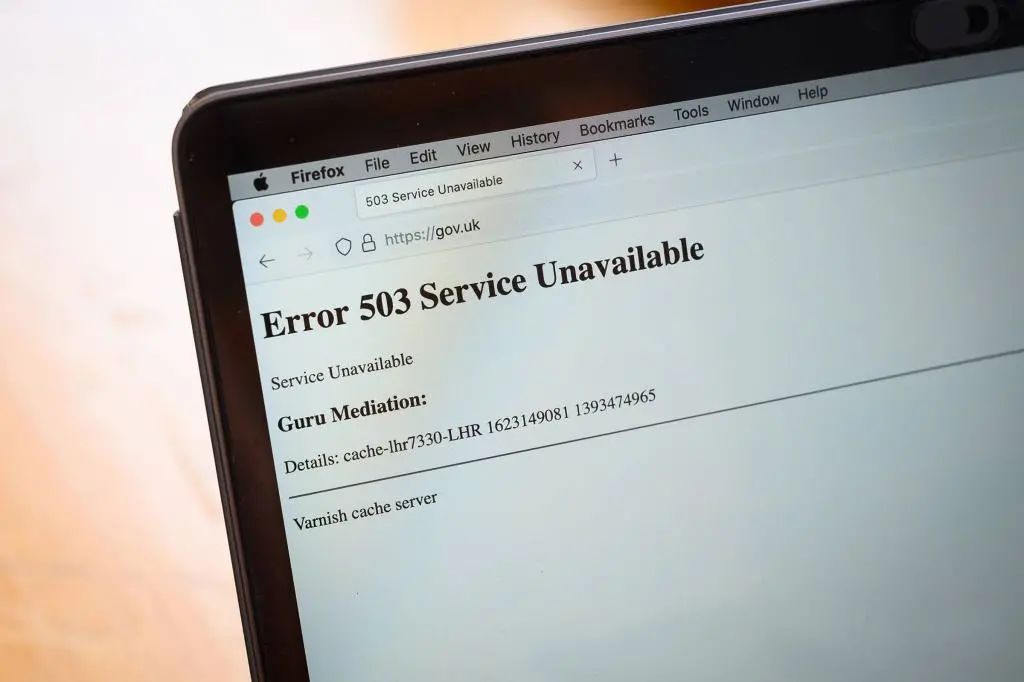 Firefox File Edit View History Bookmarks Tools Window Help
503 Service Unavailable
https://gov.uk
Error 503 Service Unavailable
Service Unavailable
Guru Mediation:
Details: cache-lhr7330-LHR 1623149081 1393474965
Varnish cache server